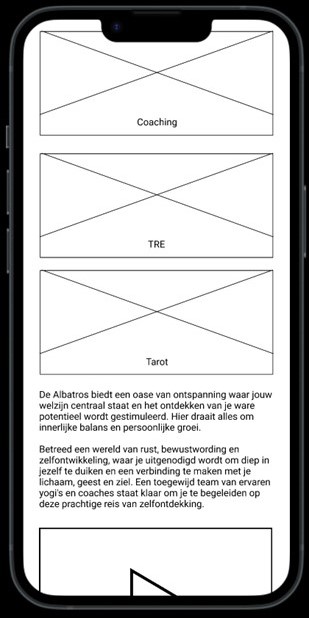 Coaching
TRE
Tarot
De Albatros biedt een oase van ontspanning waar jouw
welzijn centraal staat en het ontdekken van je ware
potentieel wordt gestimuleerd. Hier draait alles om
innerlijke balans en persoonlijke groei.
Betreed een wereld van rust, bewustwording en
zelfontwikkeling, waar je uitgenodigd wordt om diep in
jezelf te duiken en een verbinding te maken met je
lichaam, geest en ziel. Een toegewijd team van ervaren
yogi's en coaches staat klaar om je te begeleiden op
deze prachtige reis van zelfontdekking.